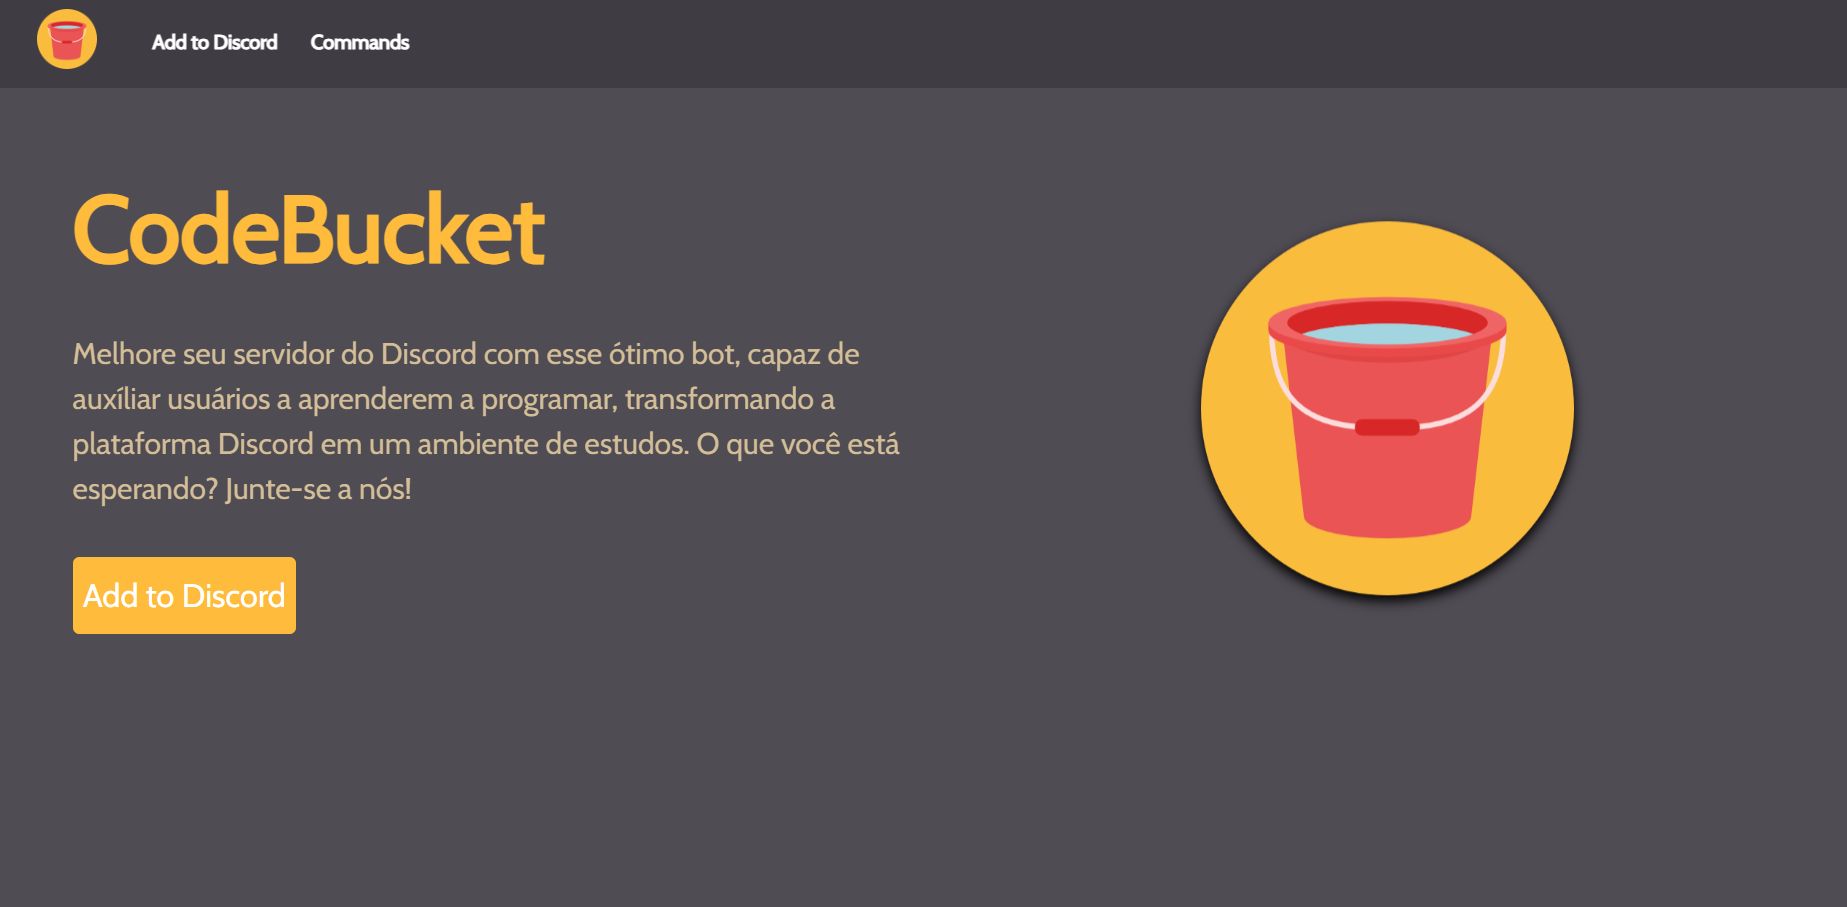 Add to Discord Commands
CodeBucket
Melhore seu servidor do Discord com esse ótimo bot, capaz de
auxíliar usuários a aprenderem a programar, transformando a
plataforma Discord em um ambiente de estudos. O que você está
esperando? Junte-se a nós!
Add to Discord